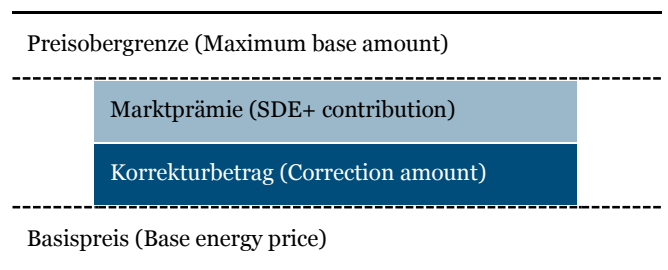 Preisobergrenze (Maximum base amount)
Marktprämie (SDE+ contribution)
Korrekturbetrag (Correction amount)
Basispreis (Base energy price)